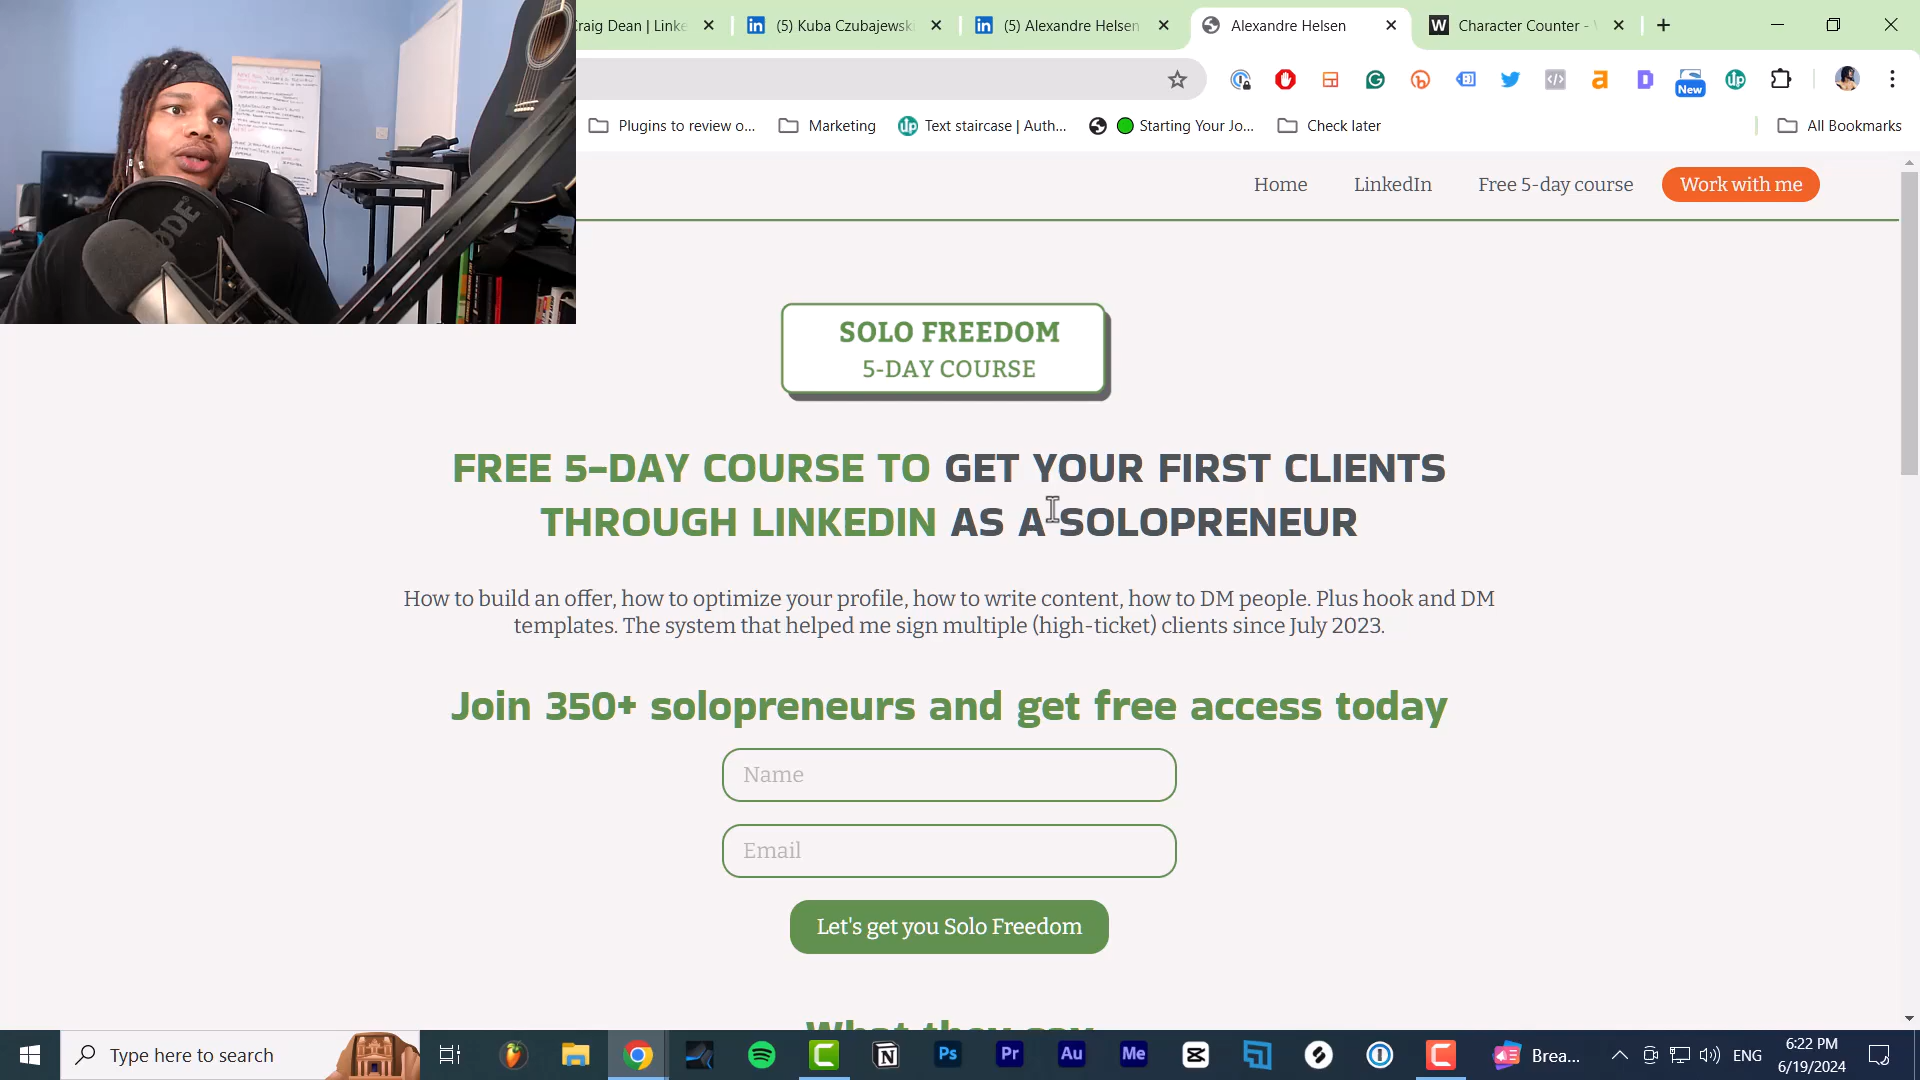 Craig Dean | Linke
(5) Kuba Czubajewski
(5) Alexandre Helsen
Alexandre Helsen
Character Counter -
New
Plugins to review o...
Marketing
Text staircase | Auth...
Starting Your Jo...
Check later
All Bookmarks
Home
LinkedIn
Free 5-day course
Work with me
SOLO FREEDOM
5-DAY COURSE
FREE 5-DAY COURSE TO GET YOUR FIRST CLIENTS
THROUGH LINKEDIN AS A SOLOPRENEUR
How to build an offer, how to optimize your profile, how to write content, how to DM people. Plus hook and DM
templates. The system that helped me sign multiple (high-ticket) clients since July 2023.
Join 350+ solopreneurs and get free access today
Name
Email
Let's get you Solo Freedom
What they say
Type here to search
Brea...
ENG
6:22 PM
6/19/2024